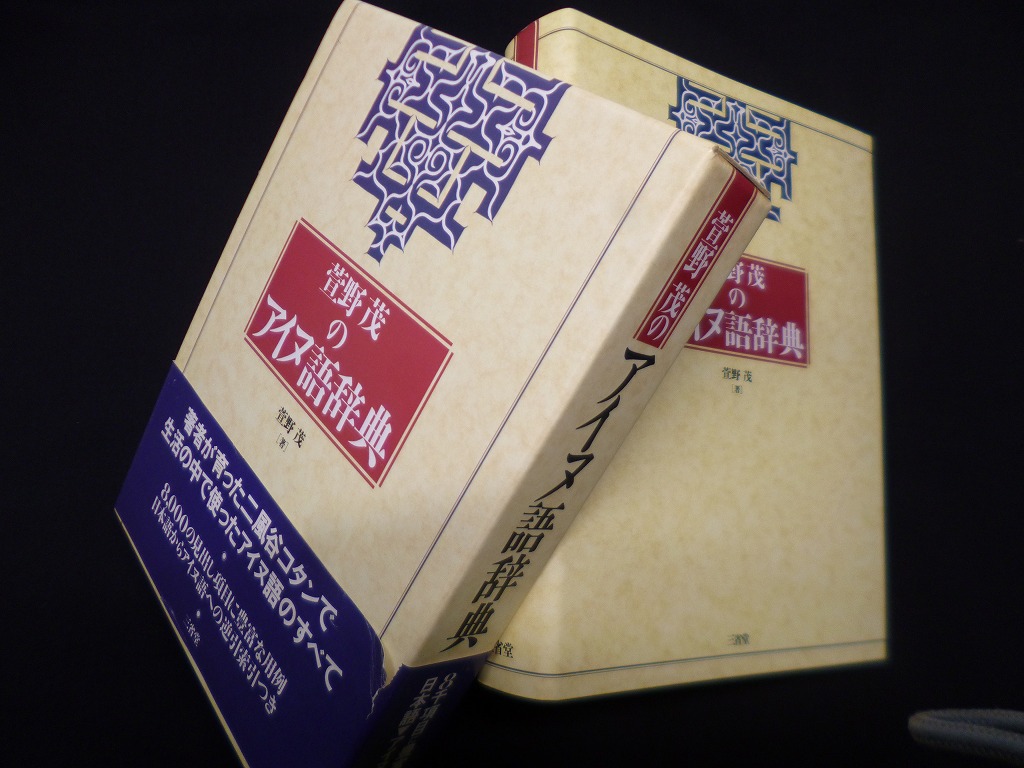 萱野 茂
の
アイヌ語辞典
萱野 茂
[著]
著者が育った二風谷コタンで
生活の中で使ったアイヌ語のすべて
8,000の見出し項目に豊富な用例
日本語からアイヌ語への逆引索引つき
三省堂
萱野 茂の
アイヌ語辞典
省堂
野 茂
の
イヌ語辞典
萱野 茂
[著]
三省堂